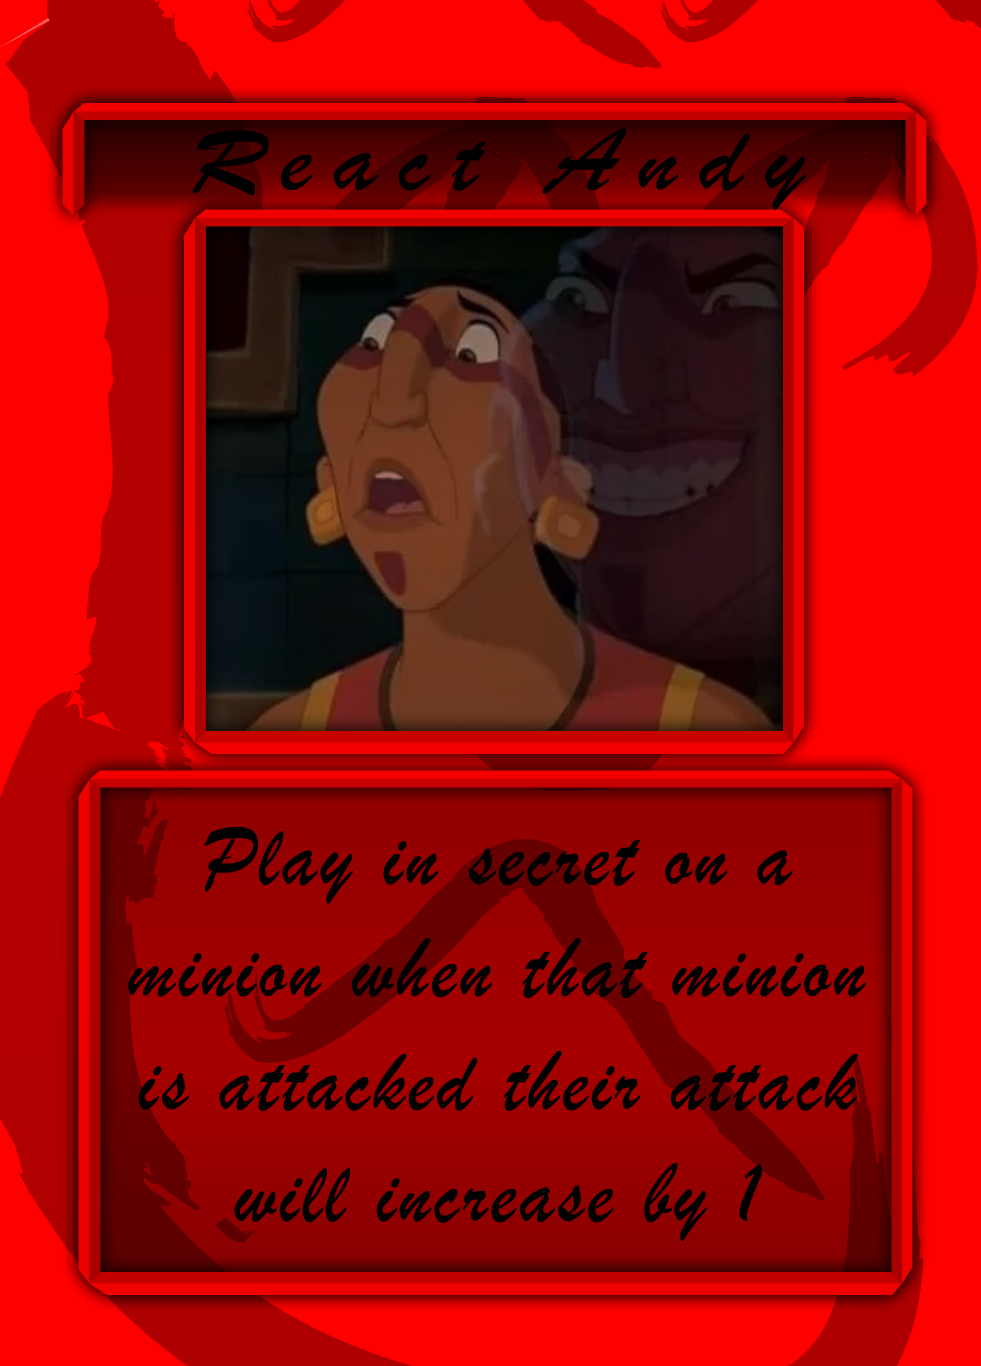 React Andy
Play in secret on a
minion when that minion
is attacked their attack
will increase by 1